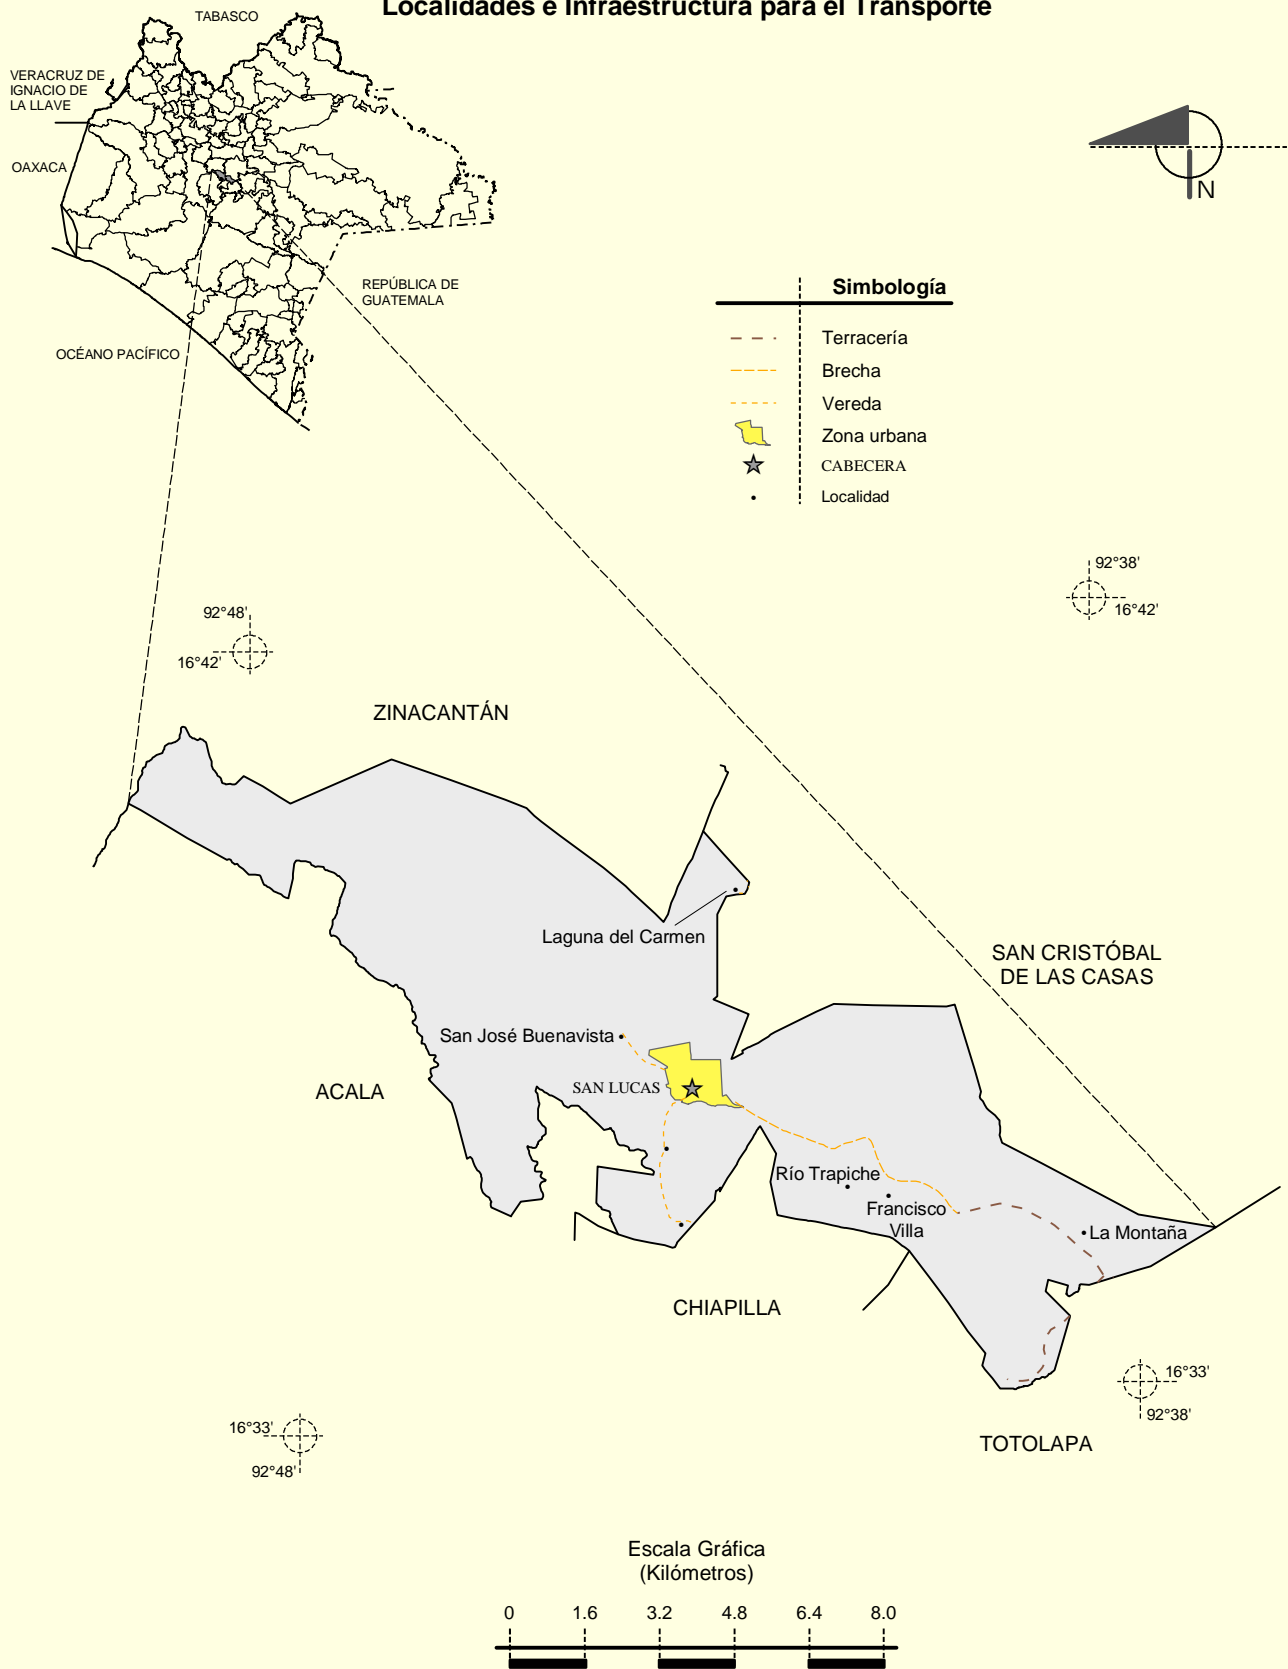 Localidades e Infraestructura para el Transporte
TABASCO
VERACRUZ DE
IGNACIO DE
LA LLAVE
OAXACA
REPÚBLICA DE
GUATEMALA
OCÉANO PACÍFICO
N
Simbología
Terracería
Brecha
Vereda
Zona urbana
CABECERA
Localidad
92°38'
16°42'
92°48'
16°42'
ZINACANTÁN
Laguna del Carmen
SAN CRISTÓBAL
DE LAS CASAS
San José Buenavista
SAN LUCAS
ACALA
Río Trapiche
Francisco
Villa
La Montaña
CHIAPILLA
16°33'
92°38'
16°33'
92°48'
TOTOLAPA
Escala Gráfica
(Kilómetros)
0 1.6 3.2 4.8 6.4 8.0